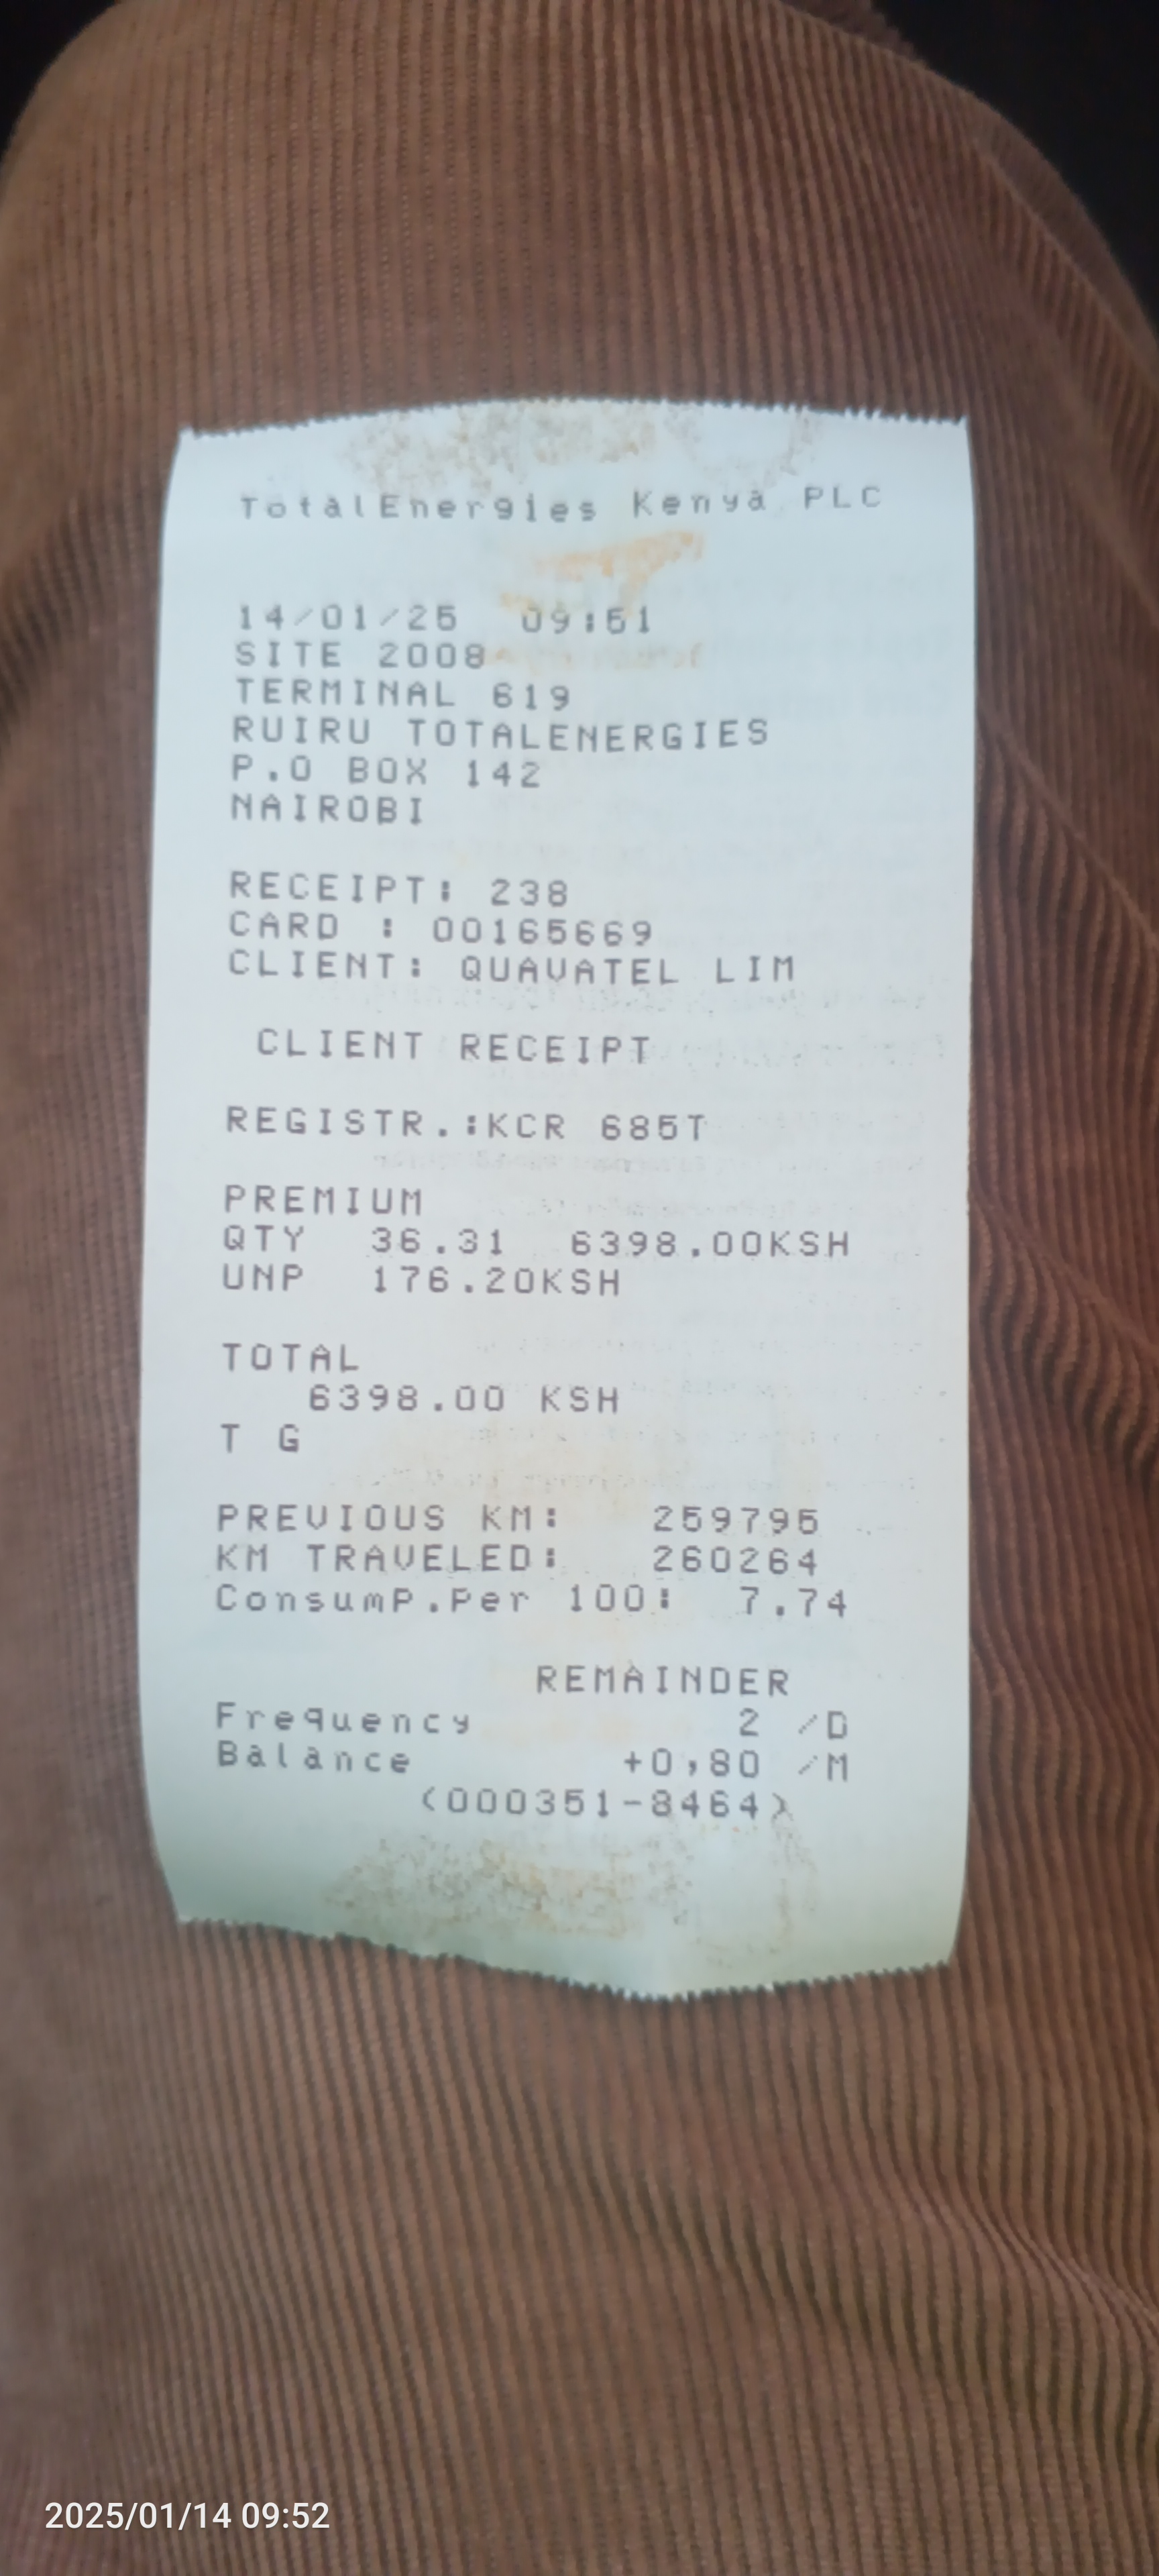 TotalEnergies Kenya PLC
14/01/25 09:51
SITE 2008
TERMINAL 619
RUIRU TOTALENERGIES
P.O BOX 142
NAIROBI
RECEIPT: 238
CARD : 00165669
CLIENT: QUAVATEL LIM
CLIENT RECEIPT
REGISTR.:KCR 685T
PREMIUM
QTY 36.31 6398.00KSH
UNP 176.20KSH
TOTAL
6398.00 KSH
T G
PREVIOUS KM: 259795
KM TRAVELED: 260264
Consump.Per 100: 7.74
REMAINDER
Frequency 2 /D
Balance +0,80 /M
(000351-8464)
2025/01/14 09:52